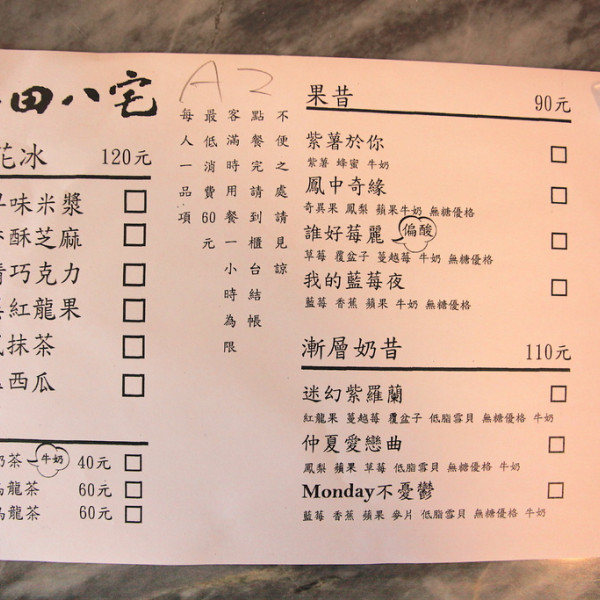 田八宅
A2
花冰 120元
味米漿
酥芝麻
巧克力
紅龍果
抹茶
西瓜
奶茶 牛奶 40元
烏龍茶 60元
烏龍茶 60元
不便之處請見諒
點餐完請到櫃台結帳
客滿時用餐一小時為限
最低消費60元
每人一品項
果昔 90元
紫薯於你
紫薯 蜂蜜 牛奶
鳳中奇緣
奇異果 鳳梨 蘋果牛奶 無糖優格
誰好莓麗 偏酸
草莓 覆盆子 蔓越莓 牛奶 無糖優格
我的藍莓夜
藍莓 香蕉 蘋果 牛奶 無糖優格
漸層奶昔 110元
迷幻紫羅蘭
紅龍果 蔓越莓 覆盆子 低脂雪貝 無糖優格 牛奶
仲夏愛戀曲
鳳梨 蘋果 草莓 低脂雪貝 無糖優格 牛奶
Monday不憂鬱
藍莓 香蕉 蘋果 麥片 低脂雪貝 無糖優格 牛奶